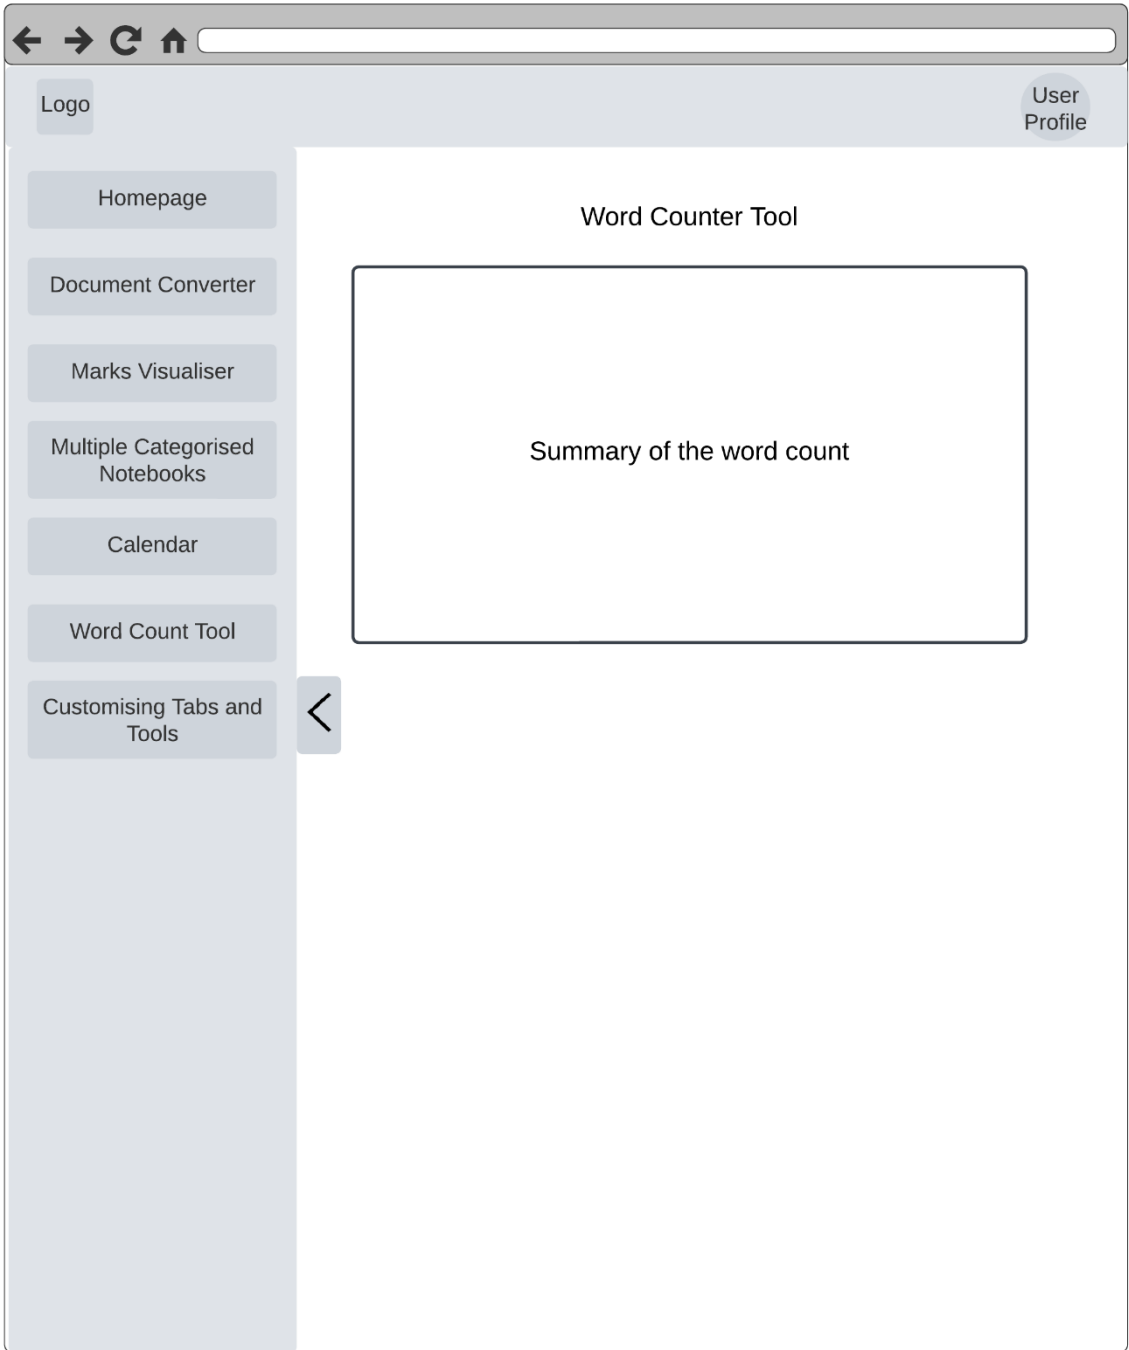 Logo
User
Profile
Homepage
Document Converter
Marks Visualiser
Multiple Categorised
Notebooks
Calendar
Word Count Tool
Customising Tabs and
Tools
Word Counter Tool
Summary of the word count